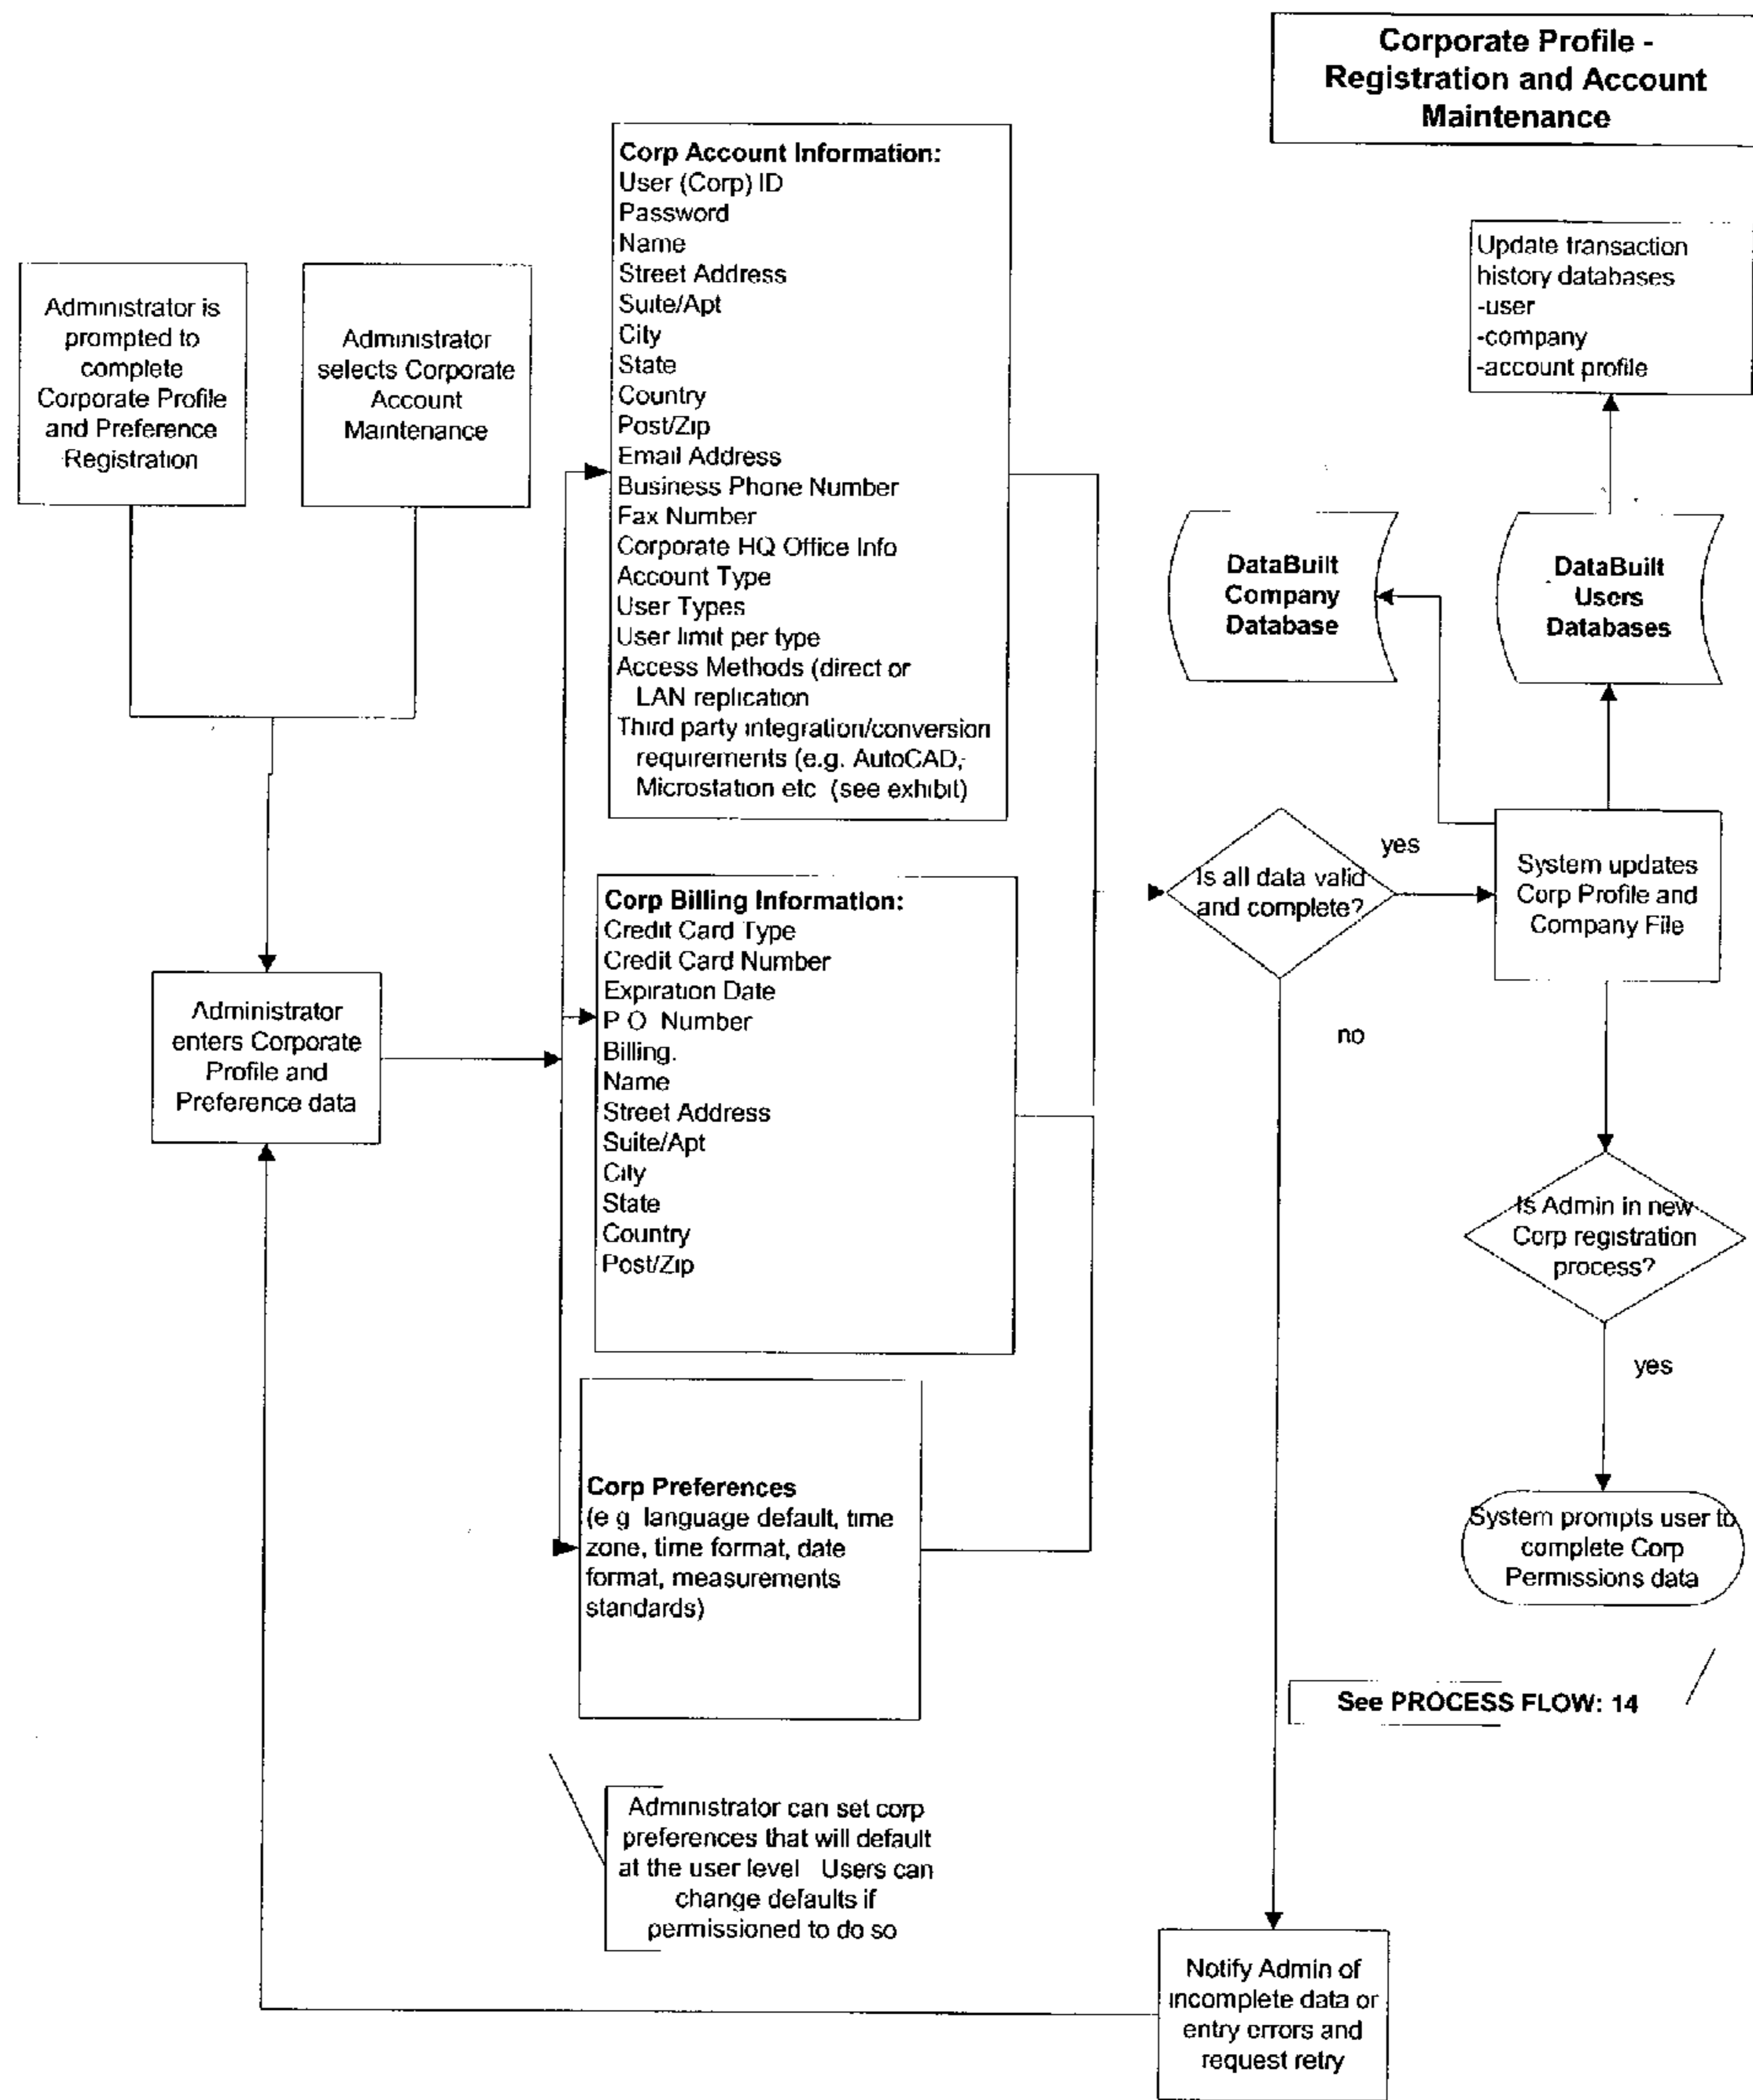 Corporate Profile -
Registration and Account
Maintenance
Administrator is
prompted to
complete
Corporate Profile
and Preference
Registration
Administrator
selects Corporate
Account
Maintenance
Administrator
enters Corporate
Profile and
Preference data
Corp Account Information:
User (Corp) ID
Password
Name
Street Address
Suite/Apt
City
State
Country
Post/Zip
Email Address
Business Phone Number
Fax Number
Corporate HQ Office Info
Account Type
User Types
User limit per type
Access Methods (direct or
LAN replication
Third party integration/conversion
requirements (e.g. AutoCAD,
Microstation etc (see exhibit)
Corp Billing Information:
Credit Card Type
Credit Card Number
Expiration Date
P O Number
Billing.
Name
Street Address
Suite/Apt
City
State
Country
Post/Zip
Corp Preferences
(e g language default, time
zone, time format, date
format, measurements
standards)
Administrator can set corp
preferences that will default
at the user level Users can
change defaults if
permissioned to do so
Is all data valid
and complete?
yes
no
System updates
Corp Profile and
Company File
DataBuilt
Company
Database
DataBuilt
Users
Databases
Update transaction
history databases
-user
-company
-account profile
Is Admin in new
Corp registration
process?
yes
System prompts user to
complete Corp
Permissions data
See PROCESS FLOW: 14
Notify Admin of
incomplete data or
entry errors and
request retry